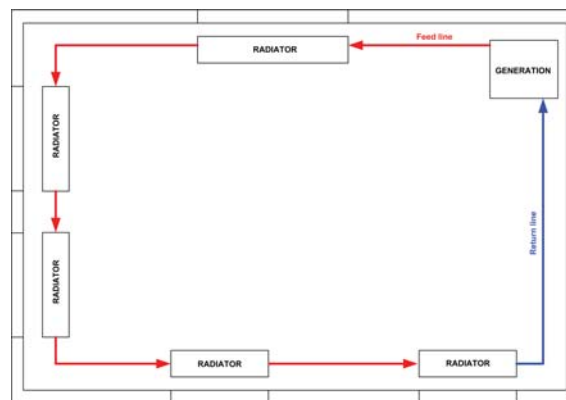 Feed line
RADIATOR
GENERATION
RADIATOR
RADIATOR
Return line
RADIATOR
RADIATOR